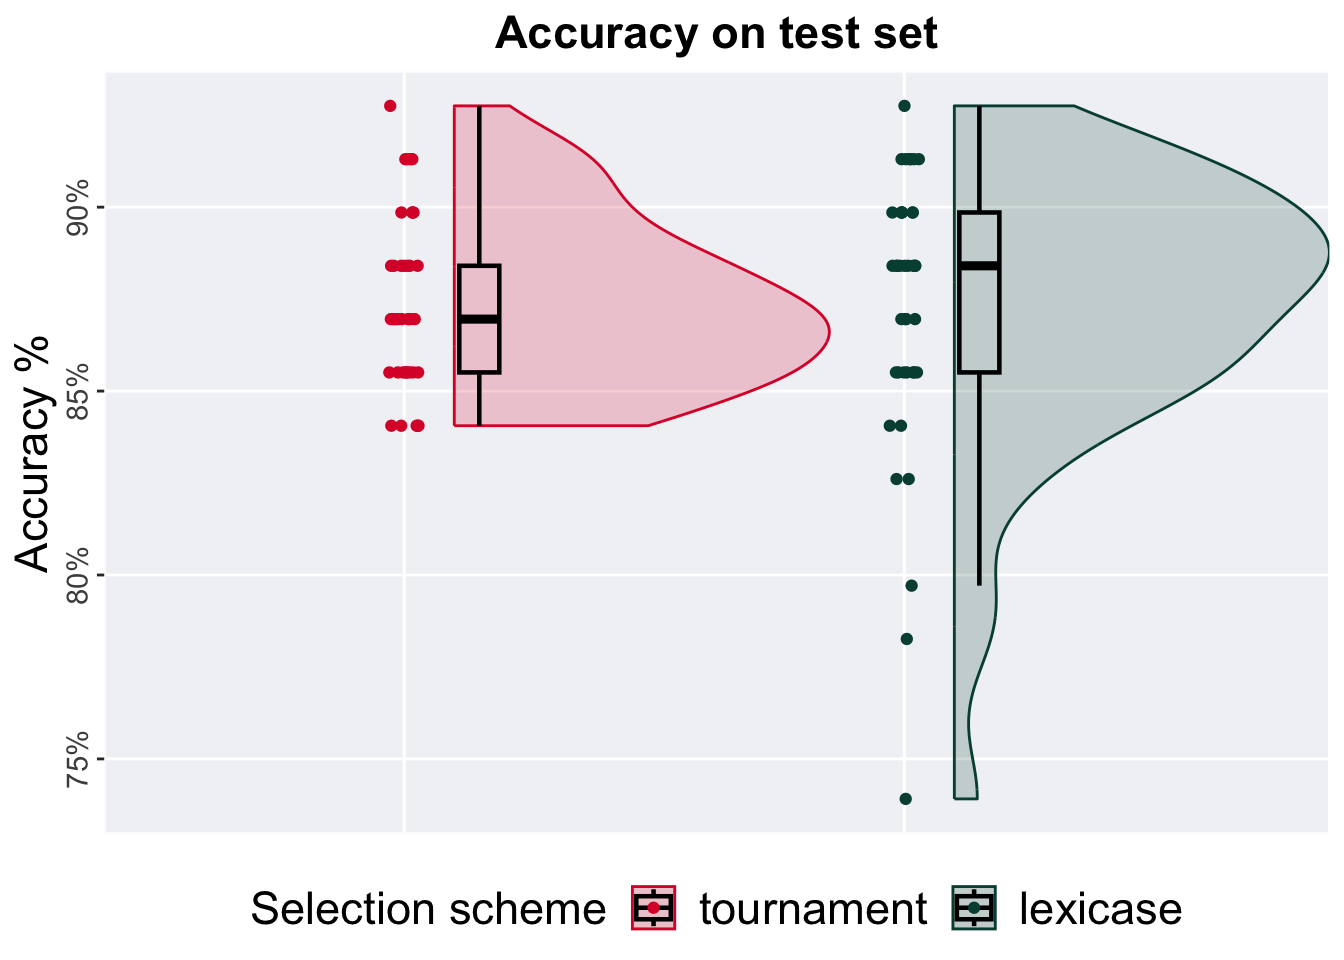 Accuracy on test set
Accuracy %
90%
85%
80%
75%
Selection scheme tournament lexicase